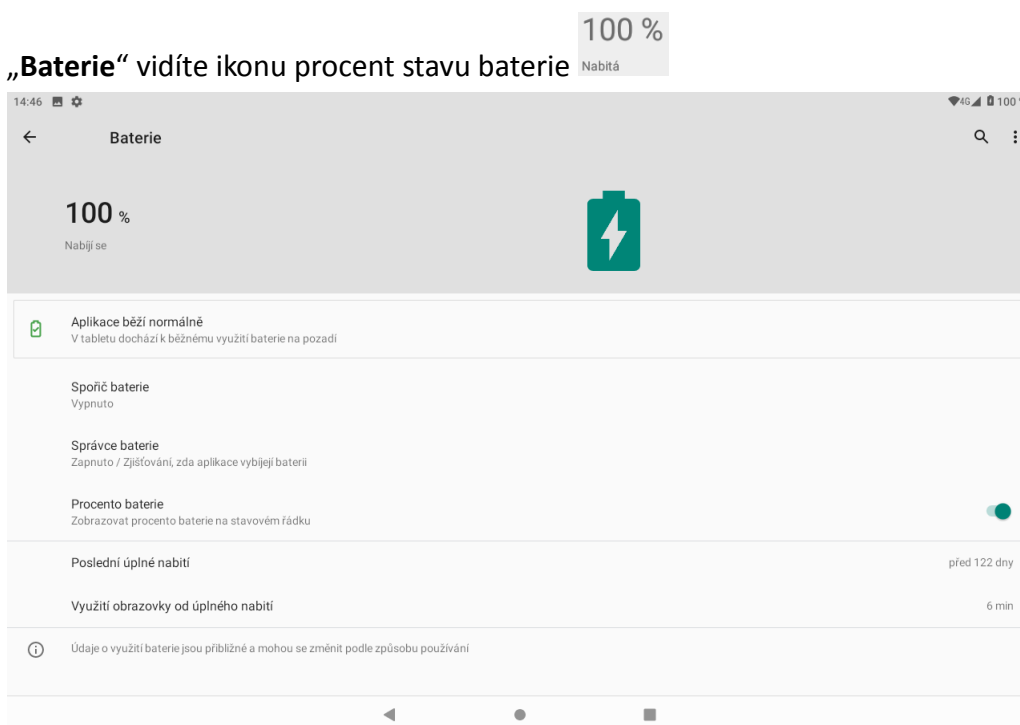 100 %
„Baterie“ vidíte ikonu procent stavu baterie Nabitá
14:46 4G 100 %
Baterie
100 %
Nabíjí se
Aplikace běží normálně
V tabletu dochází k běžnému využití baterie na pozadí
Spořič baterie
Vypnuto
Správce baterie
Zapnuto / Zjišťování, zda aplikace vybíjejí baterii
Procento baterie
Zobrazovat procento baterie na stavovém řádku
Poslední úplné nabití před 122 dny
Využití obrazovky od úplného nabití 6 min
Údaje o využití baterie jsou přibližné a mohou se změnit podle způsobu používání